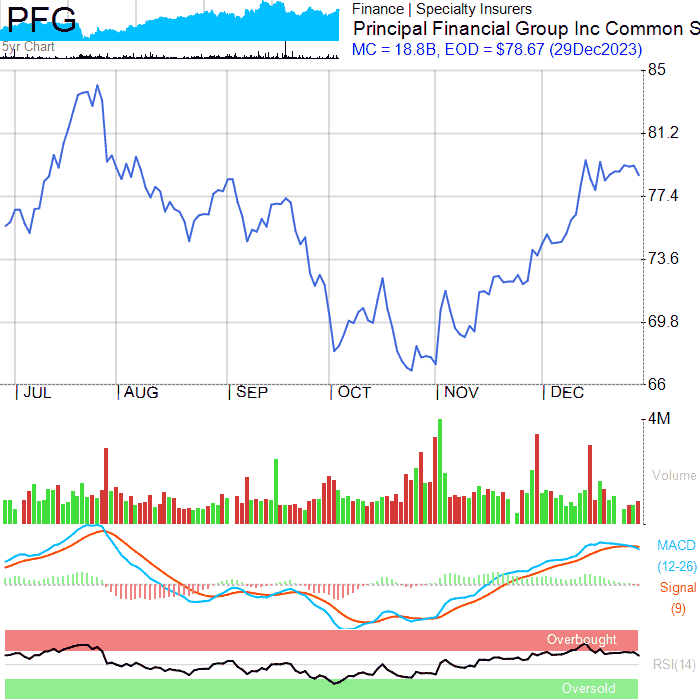 PFG
5yr Chart
Finance | Specialty Insurers
Principal Financial Group Inc Common S
MC = 18.8B, EOD = $78.67 (29Dec2023)
85
81.2
77.4
73.6
69.8
66
JUL AUG SEP OCT NOV DEC
4M
Volume
MACD
(12-26)
Signal
(9)
Overbought
RSI(14)
Oversold